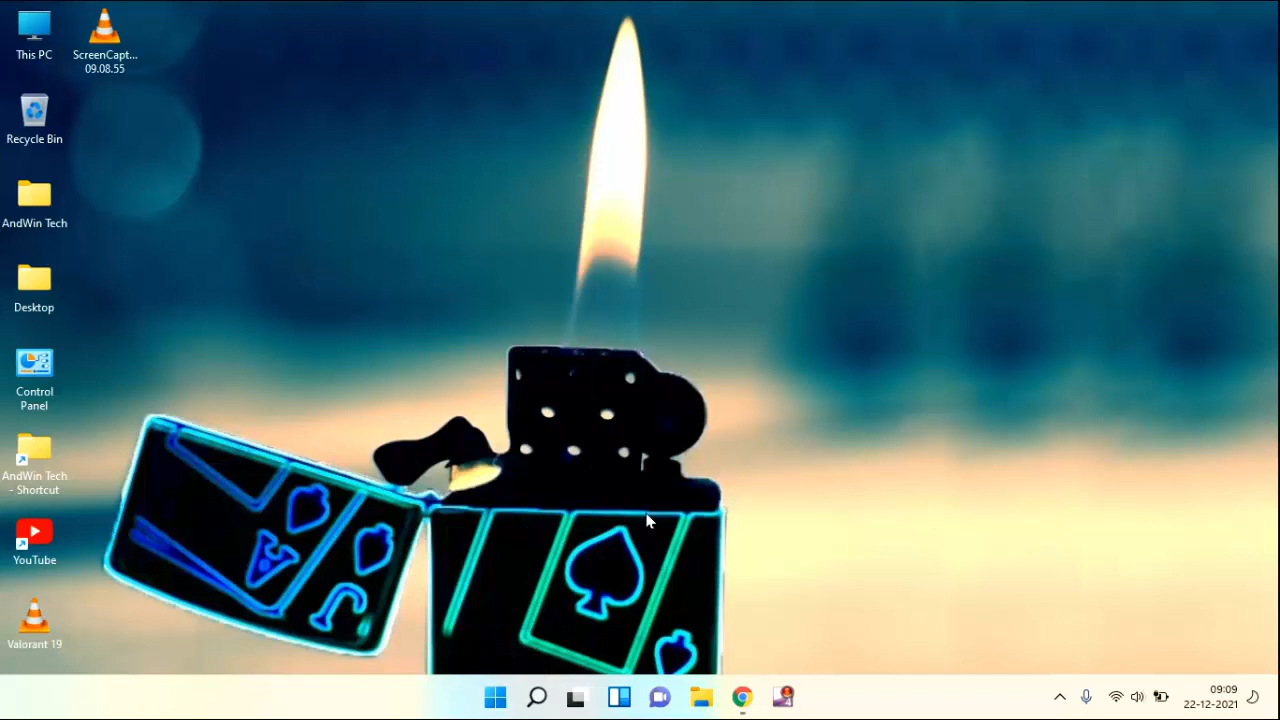 This PC
ScreenCapt...
09.08.55
Recycle Bin
AndWin Tech
Desktop
Control
Panel
AndWin Tech
- Shortcut
YouTube
Valorant 19
A
J
09:09
22-12-2021